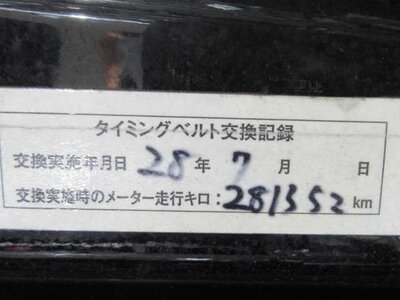 タイミングベルト交換記録
交換実施年月日 28 年 7 月 日
交換実施時のメーター走行キロ：281352 km